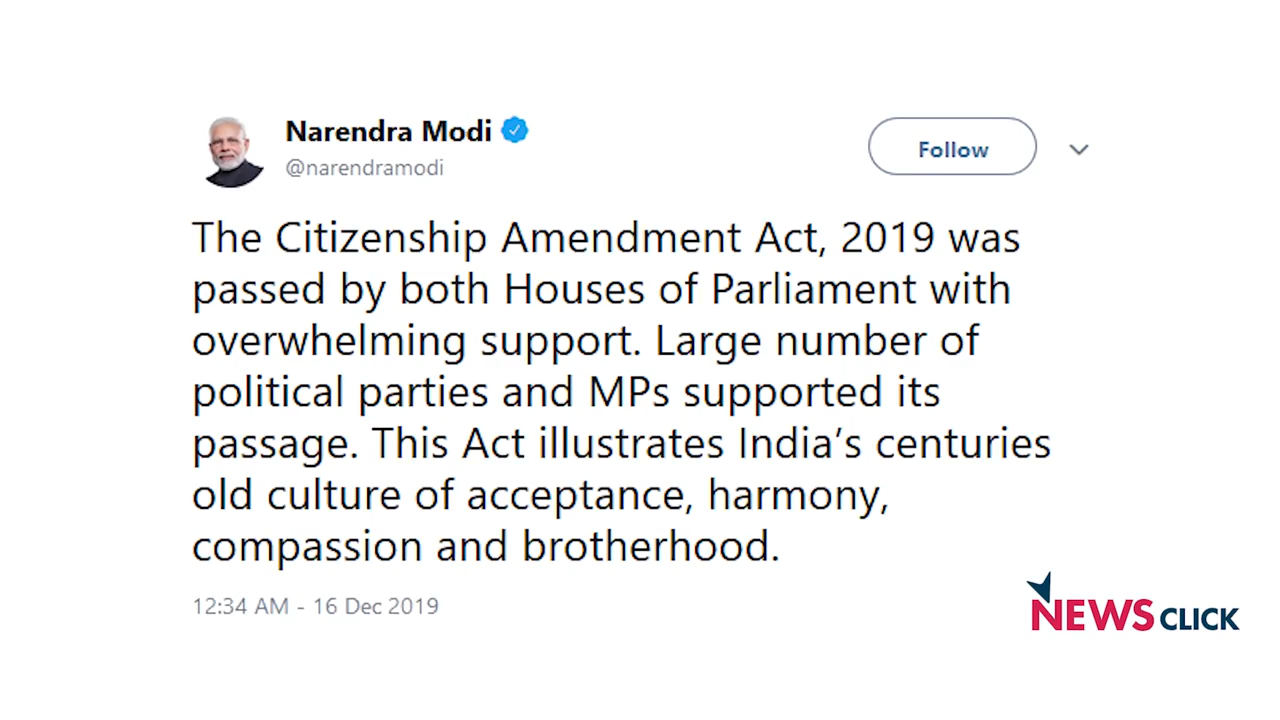 Narendra Modi
@narendramodi
Follow
The Citizenship Amendment Act, 2019 was
passed by both Houses of Parliament with
overwhelming support. Large number of
political parties and MPs supported its
passage. This Act illustrates India’s centuries
old culture of acceptance, harmony,
compassion and brotherhood.
12:34 AM - 16 Dec 2019
NEWSCLICK